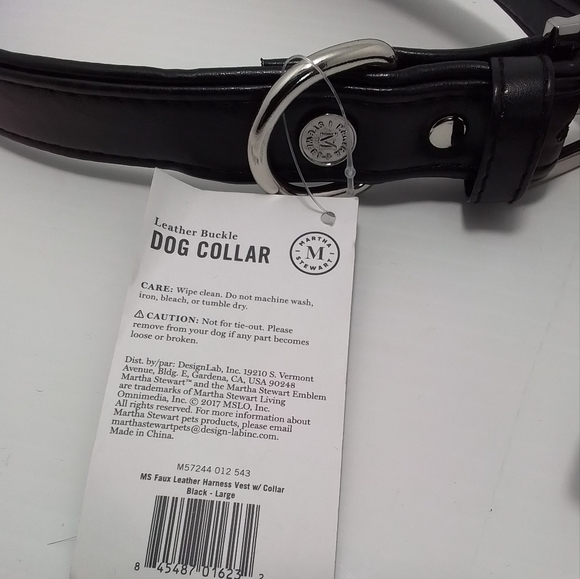 M
Leather Buckle
DOG COLLAR
MARTHA
M
STEWART
CARE: Wipe clean. Do not machine wash,
iron, bleach, or tumble dry.
⚠ CAUTION: Not for tie-out. Please
remove from your dog if any part becomes
loose or broken.
Dist. by/par: DesignLab, Inc. 19210 S. Vermont
Avenue, Bldg. E, Gardena, CA, USA 90248
Martha Stewart™ and the Martha Stewart Emblem
are trademarks of Martha Stewart Living
Omnimedia, Inc. © 2017 MSLO, Inc.
All rights reserved. For more information about
Martha Stewart pets products, please email
marthastewartpets@design-labinc.com.
Made in China.
M57244 012 543
MS Faux Leather Harness Vest w/ Collar
Black - Large
8 45487 01623 2